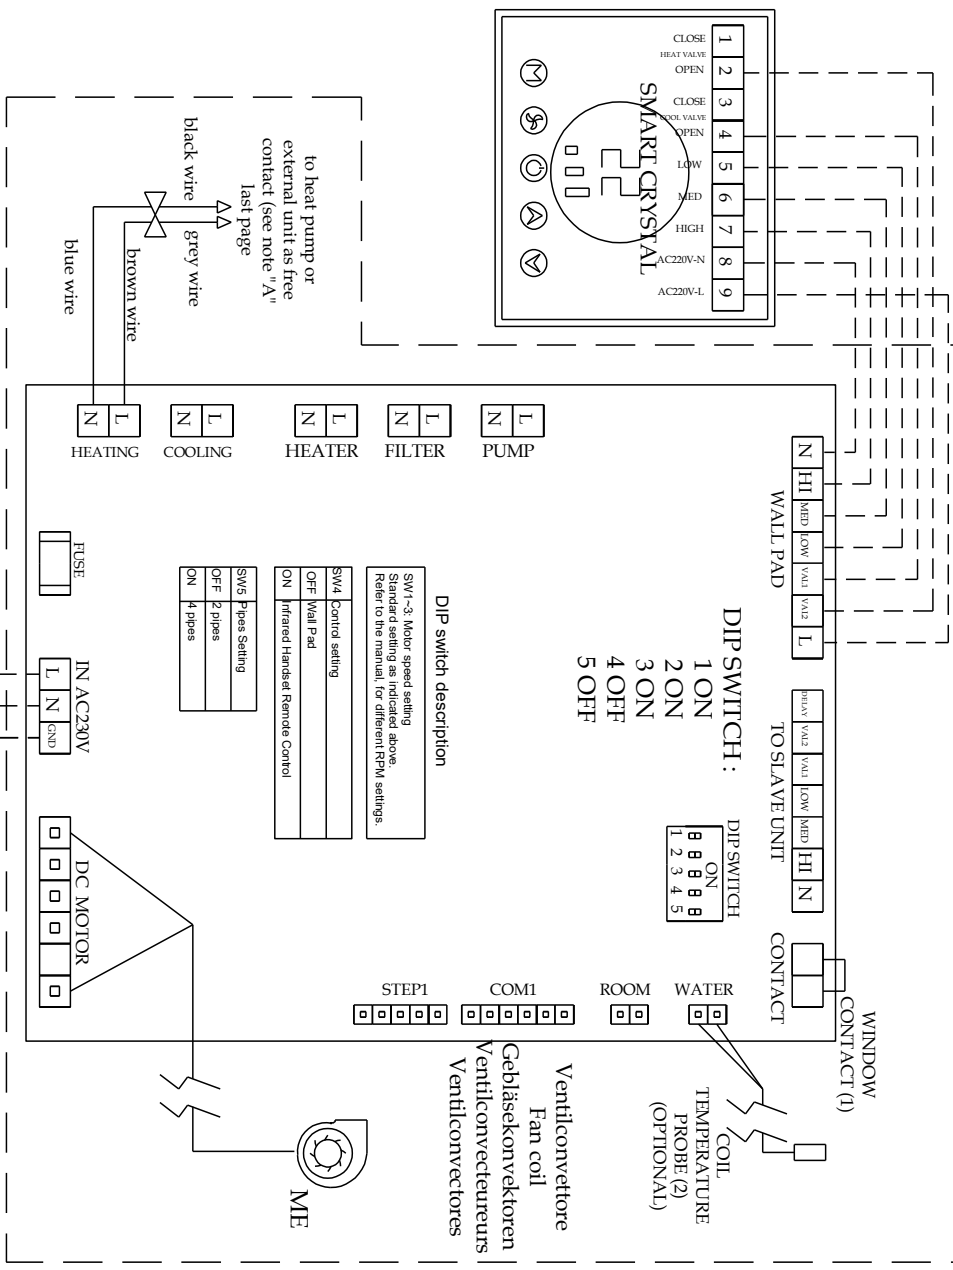 CLOSE
1
HEAT VALVE
OPEN
2
CLOSE
3
COOL VALVE
OPEN
4
LOW
5
MED
6
HIGH
7
AC220V-N
8
AC220V-L
9
SMART CRYSTAL
M
to heat pump or
external unit as free
contact (see note "A"
last page
black wire
grey wire
brown wire
blue wire
N L
HEATING
N L
COOLING
N L
HEATER
N L
FILTER
N L
PUMP
N HI MED LOW VAL1 VAL2 L
WALL PAD
DELAY VAL2 VAL1 LOW MED HI N
TO SLAVE UNIT
CONTACT
WINDOW
CONTACT (1)
DIP SWITCH :
1 ON
2 ON
3 ON
4 OFF
5 OFF
DIP SWITCH
ON
1 2 3 4 5
DIP switch description
SW1~3: Motor speed setting
Standard setting as indicated above.
Refer to the manual, for different RPM settings.
SW4 Control setting
OFF Wall Pad
ON Infrared Handset Remote Control
SW5 Pipes Setting
OFF 2 pipes
ON 4 pipes
FUSE
IN AC230V
L N GND
DC MOTOR
STEP1
COM1
ROOM
WATER
COIL
TEMPERATURE
PROBE (2)
(OPTIONAL)
Ventilconvettore
Fan coil
Gebläsekonvektoren
Ventilconvecteureurs
Ventilconvectores
ME